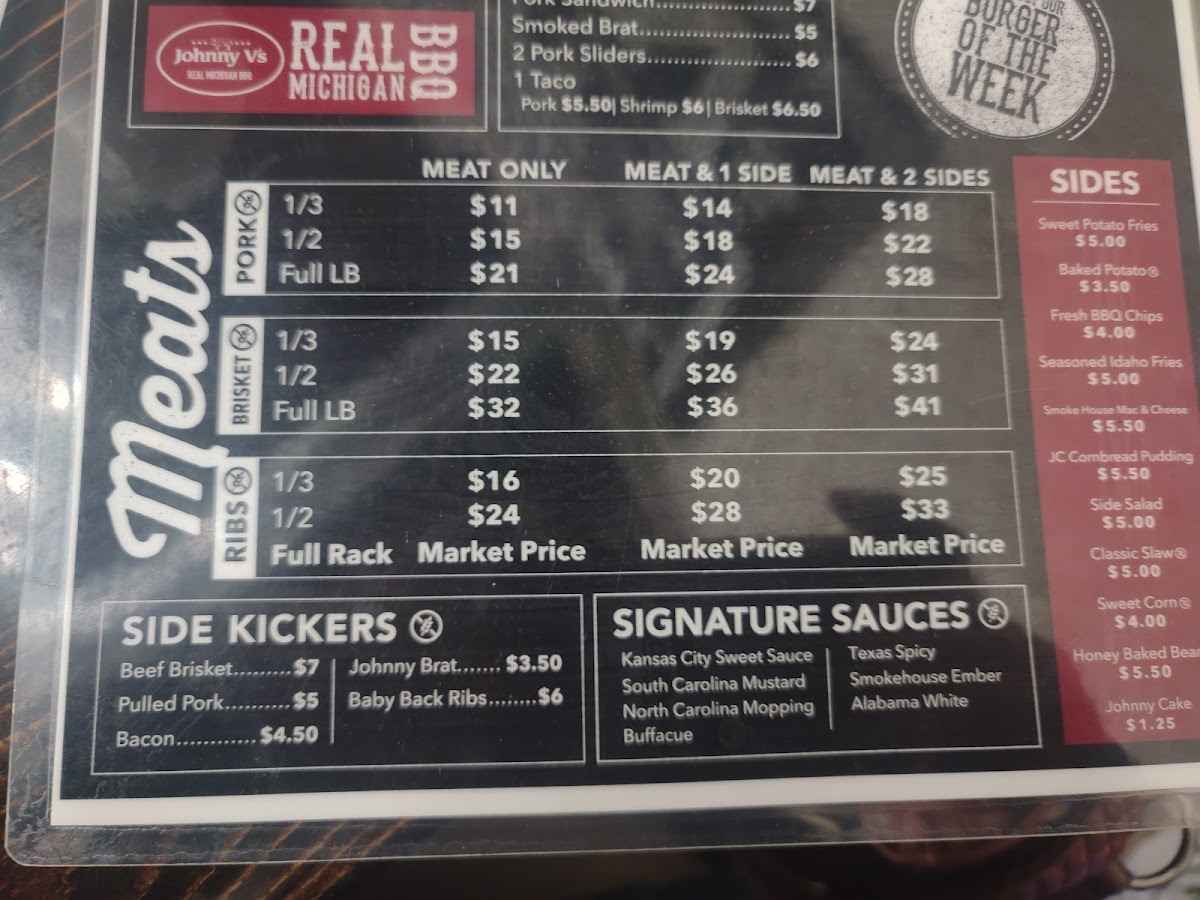 Johnny V's
REAL MICHIGAN BBQ
REAL
MICHIGAN
BBQ
Pork Sandwich.....................$7
Smoked Brat.......................$5
2 Pork Sliders......................$6
1 Taco
Pork $5.50| Shrimp $6| Brisket $6.50
OUR
BURGER
OF THE
WEEK
Meats
MEAT ONLY MEAT & 1 SIDE MEAT & 2 SIDES
PORK
1/3 $11 $14 $18
1/2 $15 $18 $22
Full LB $21 $24 $28
BRISKET
1/3 $15 $19 $24
1/2 $22 $26 $31
Full LB $32 $36 $41
RIBS
1/3 $16 $20 $25
1/2 $24 $28 $33
Full Rack Market Price Market Price Market Price
SIDES
Sweet Potato Fries
$5.00
Baked Potato
$3.50
Fresh BBQ Chips
$4.00
Seasoned Idaho Fries
$5.00
Smoke House Mac & Cheese
$5.50
JC Cornbread Pudding
$5.50
Side Salad
$5.00
Classic Slaw
$5.00
Sweet Corn
$4.00
Honey Baked Bea
$5.50
Johnny Cake
$1.25
SIDE KICKERS
Beef Brisket.........$7
Pulled Pork..........$5
Bacon............$4.50
Johnny Brat.......$3.50
Baby Back Ribs........$6
SIGNATURE SAUCES
Kansas City Sweet Sauce
South Carolina Mustard
North Carolina Mopping
Buffacue
Texas Spicy
Smokehouse Ember
Alabama White